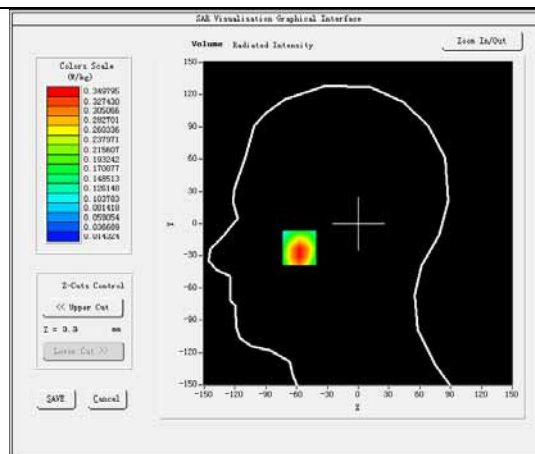 SAR Visualisation Graphical Interface
Volume Radiated Intensity
Zoom In/Out
Colors Scale
(W/kg)
0.349795
0.327430
0.305066
0.282701
0.260336
0.237971
0.215607
0.193242
0.170877
0.148513
0.126148
0.103783
0.081418
0.059054
0.036689
0.014324
150
120
90
60
30
0
-30
-60
-90
-120
-150
Y
-150 -120 -90 -60 -30 0 30 60 90 120 150
X
Z-Cuts Control
<< Upper Cut
Z = 3.3 mm
Lower Cut >>
SAVE Cancel